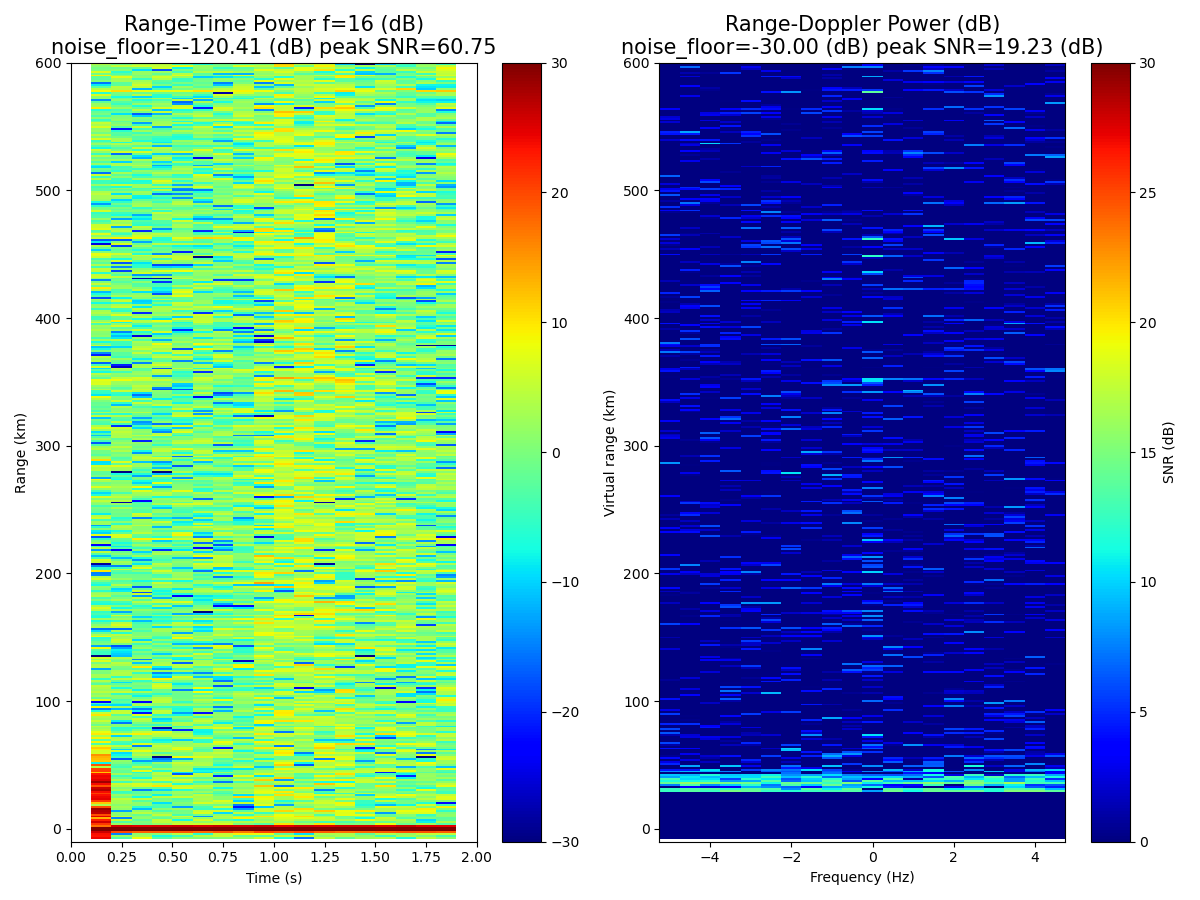 Range-Time Power f=16 (dB)
noise_floor=-120.41 (dB) peak SNR=60.75
Range (km)
600
500
400
300
200
100
0
0.00 0.25 0.50 0.75 1.00 1.25 1.50 1.75 2.00
Time (s)
30
20
10
0
−10
−20
−30
Range-Doppler Power (dB)
noise_floor=-30.00 (dB) peak SNR=19.23 (dB)
Virtual range (km)
600
500
400
300
200
100
0
−4 −2 0 2 4
Frequency (Hz)
30
25
20
15
10
5
0
SNR (dB)